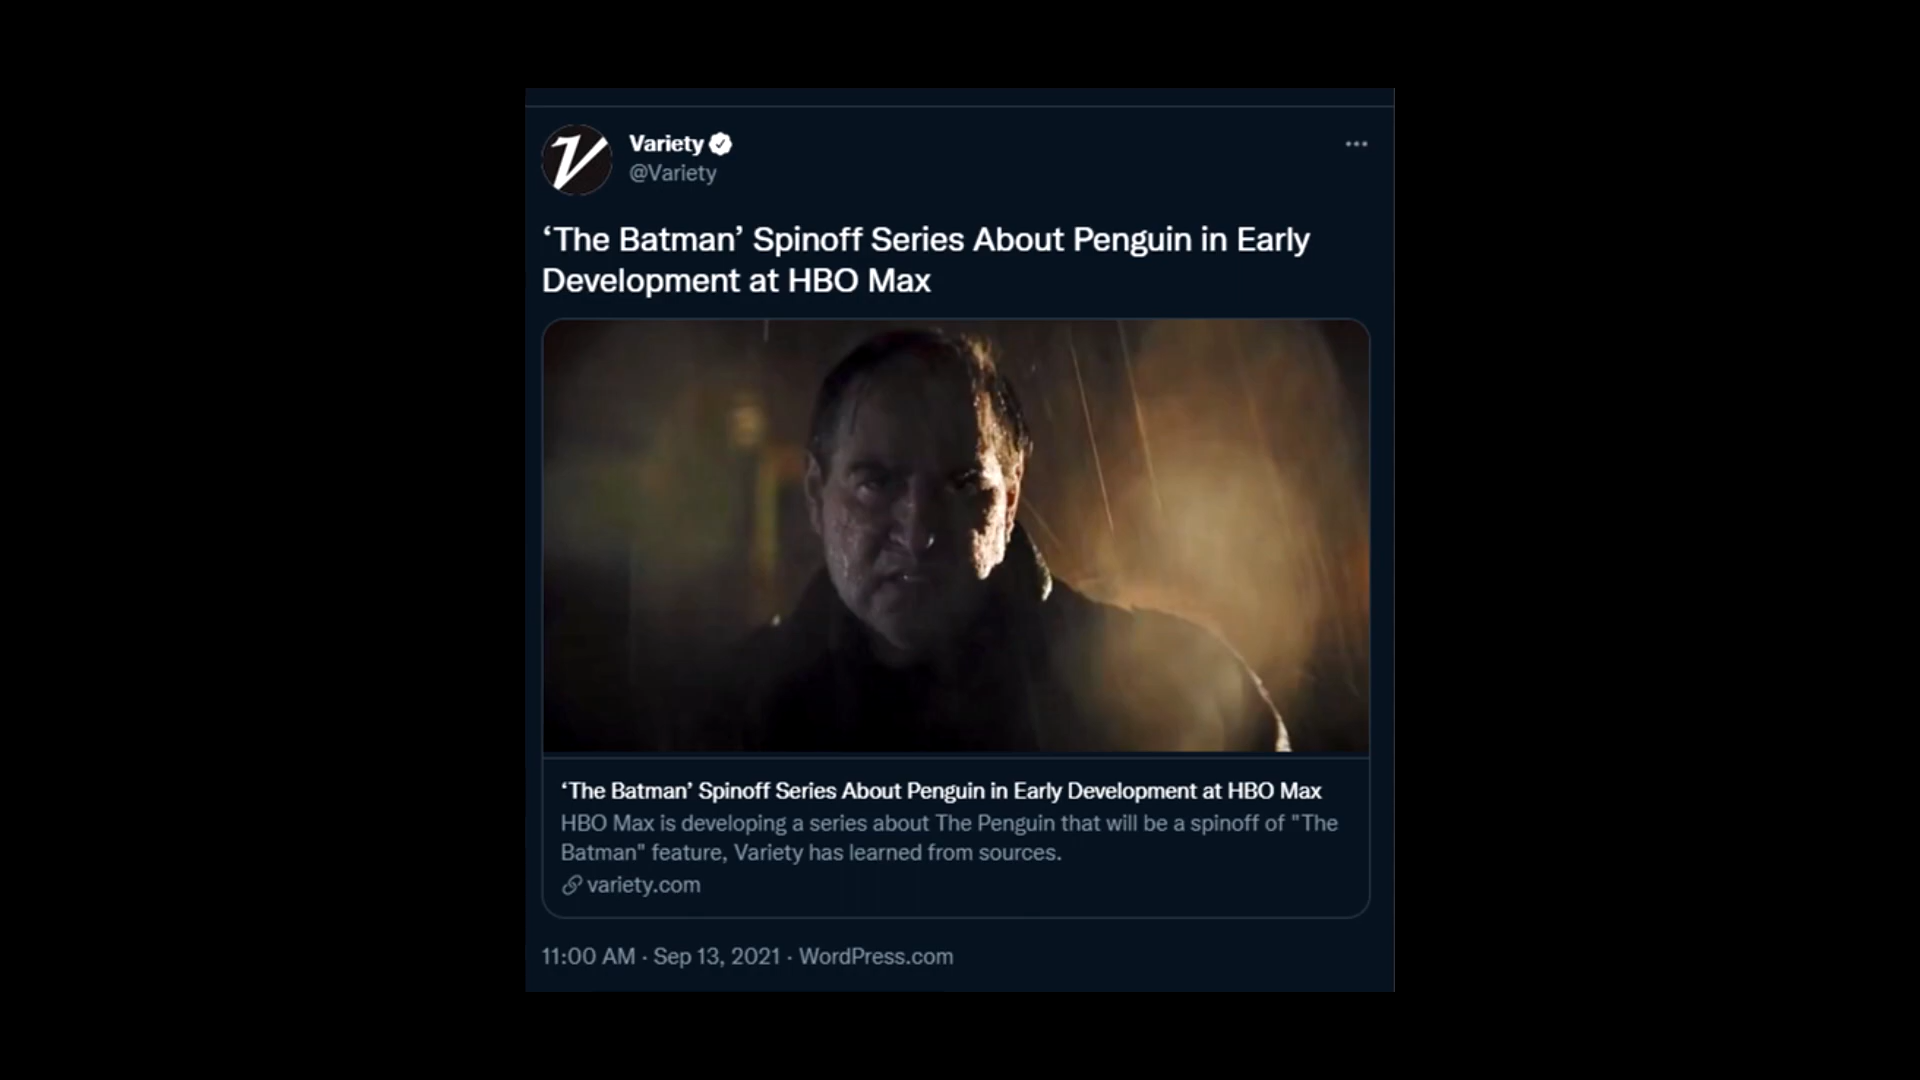 Variety
@Variety
‘The Batman’ Spinoff Series About Penguin in Early
Development at HBO Max
‘The Batman’ Spinoff Series About Penguin in Early Development at HBO Max
HBO Max is developing a series about The Penguin that will be a spinoff of "The
Batman" feature, Variety has learned from sources.
variety.com
11:00 AM · Sep 13, 2021 · WordPress.com